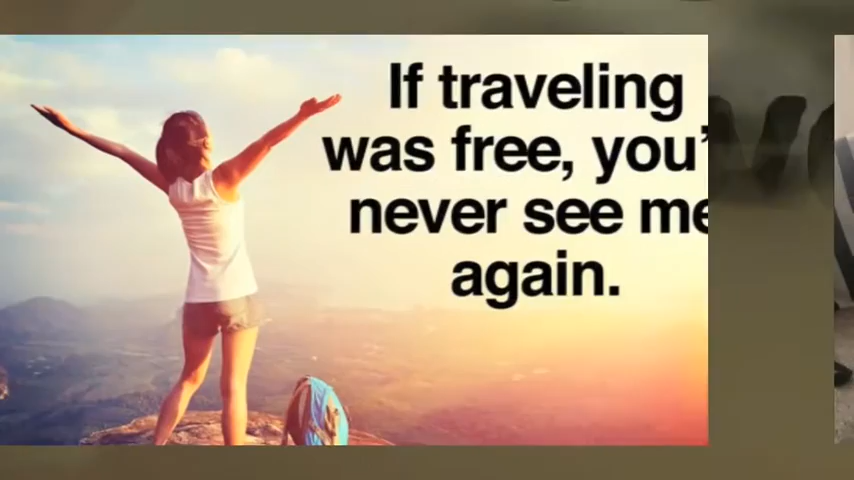 If traveling
was free, you'
never see me
again.